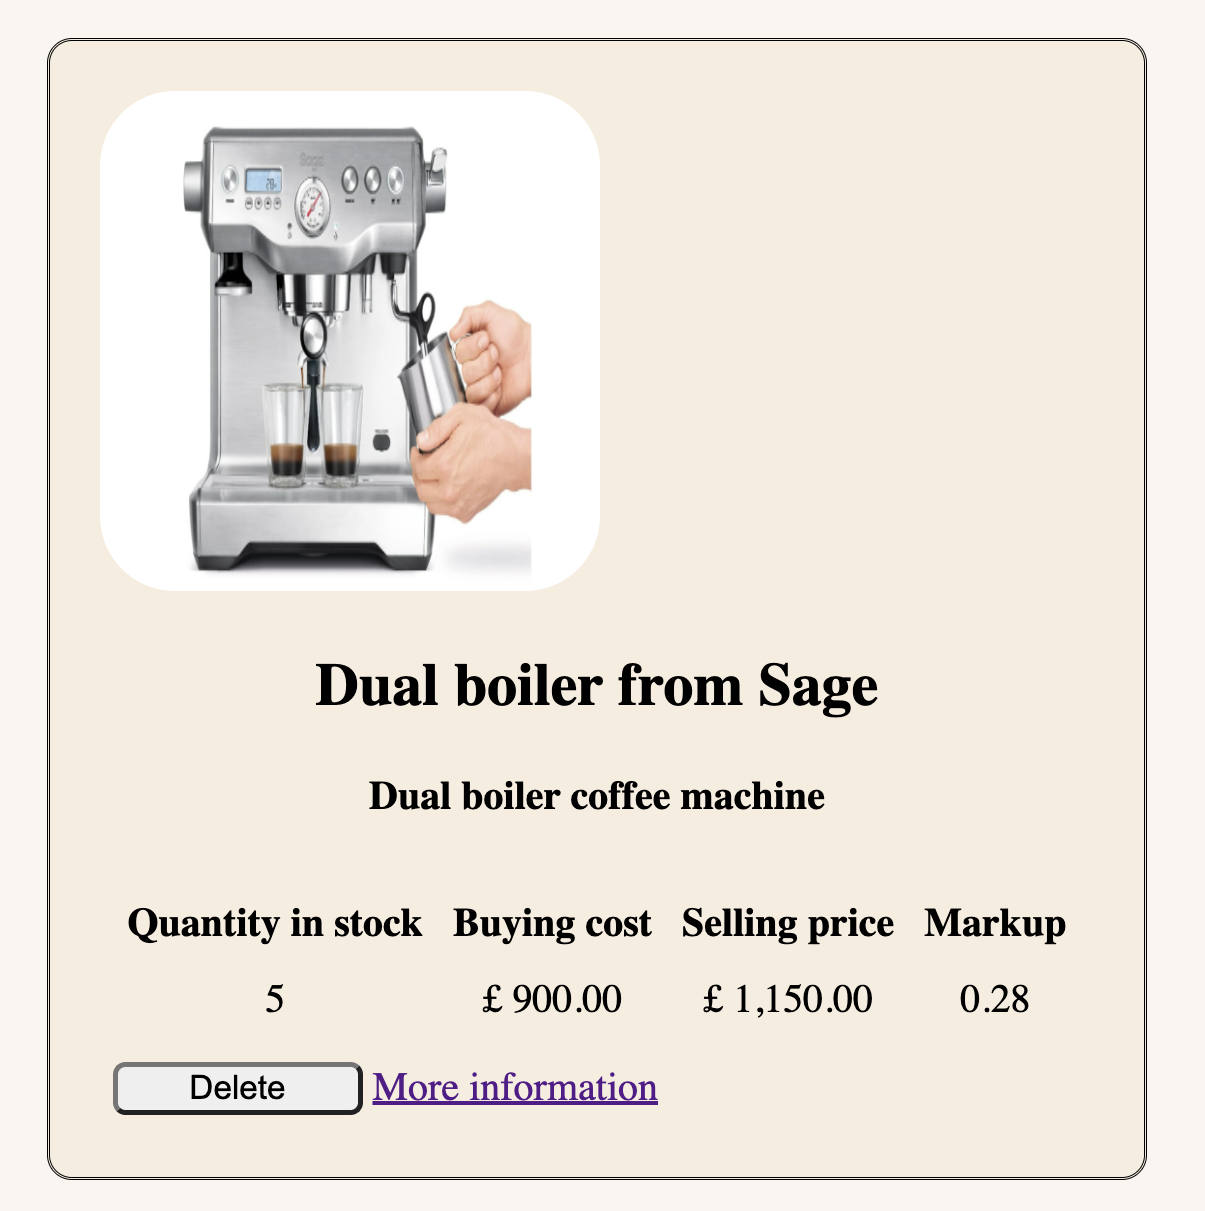 Sage
Dual boiler from Sage
Dual boiler coffee machine
Quantity in stock Buying cost Selling price Markup
5 £ 900.00 £ 1,150.00 0.28
Delete More information